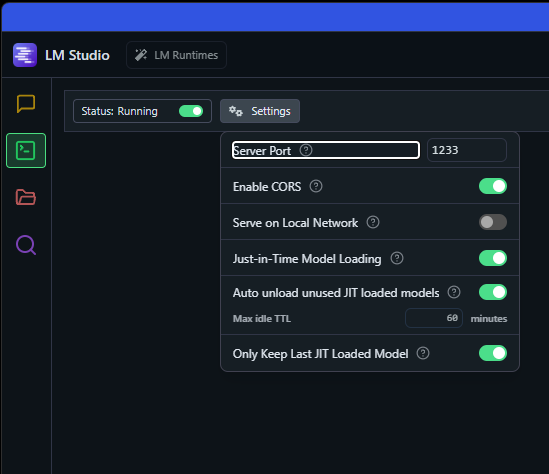 LM Studio
LM Runtimes
Status: Running
Settings
Server Port
1233
Enable CORS
Serve on Local Network
Just-in-Time Model Loading
Auto unload unused JIT loaded models
Max idle TTL
60
minutes
Only Keep Last JIT Loaded Model